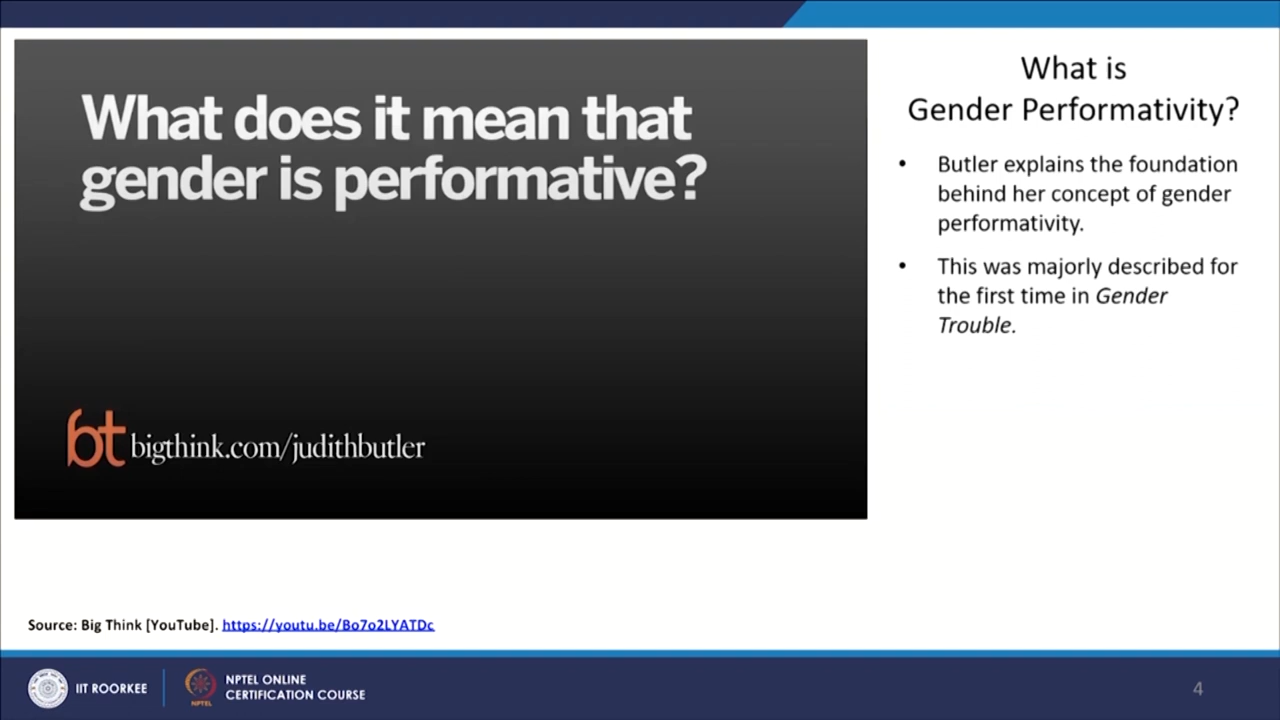 What does it mean that
gender is performative?
bt bigthink.com/judithbutler
What is
Gender Performativity?
• Butler explains the foundation
behind her concept of gender
performativity.
• This was majorly described for
the first time in Gender
Trouble.
Source: Big Think [YouTube]. https://youtu.be/Bo7o2LYATDc
IIT ROORKEE
NPTEL
NPTEL ONLINE
CERTIFICATION COURSE
4